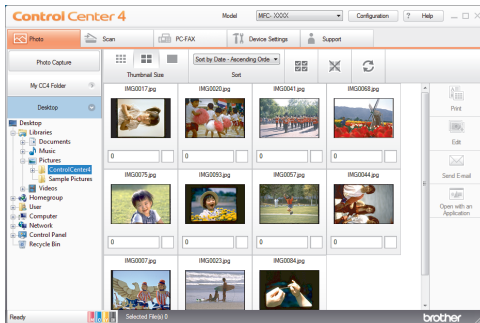 Control Center 4
Model
MFC- XXXX
Configuration
?
Help
Photo
Scan
PC-FAX
Device Settings
Support
Photo Capture
My CC4 Folder
Desktop
Thumbnail Size
Sort by Date - Ascending Orde
Sort
Desktop
Libraries
Documents
Music
Pictures
ControlCenter4
Sample Pictures
Videos
Homegroup
User
Computer
Network
Control Panel
Recycle Bin
IMG0017.jpg
IMG0020.jpg
IMG0041.jpg
IMG0068.jpg
0
0
0
0
IMG0075.jpg
IMG0093.jpg
IMG0057.jpg
IMG0044.jpg
0
0
0
0
IMG0007.jpg
IMG0023.jpg
IMG0084.jpg
Print
Edit
Send E-mail
Open with an
Application
Ready
Selected File(s) 0
brother